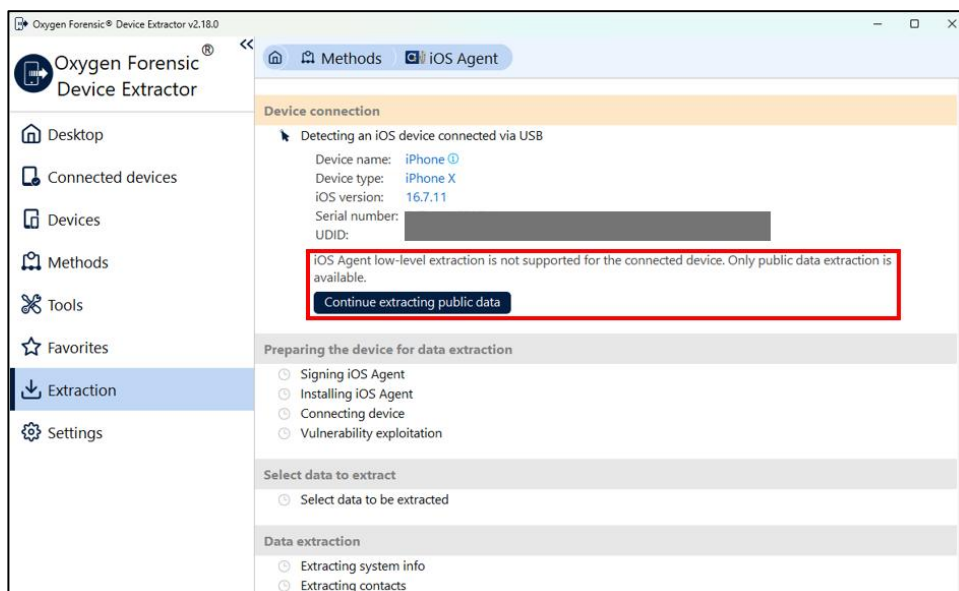 Oxygen Forensic® Device Extractor v2.18.0
Oxygen Forensic®
Device Extractor
Desktop
Connected devices
Devices
Methods
Tools
Favorites
Extraction
Settings
Methods
iOS Agent
Device connection
Detecting an iOS device connected via USB
Device name: iPhone
Device type: iPhone X
iOS version: 16.7.11
Serial number:
UDID:
iOS Agent low-level extraction is not supported for the connected device. Only public data extraction is
available.
Continue extracting public data
Preparing the device for data extraction
Signing iOS Agent
Installing iOS Agent
Connecting device
Vulnerability exploitation
Select data to extract
Select data to be extracted
Data extraction
Extracting system info
Extracting contacts